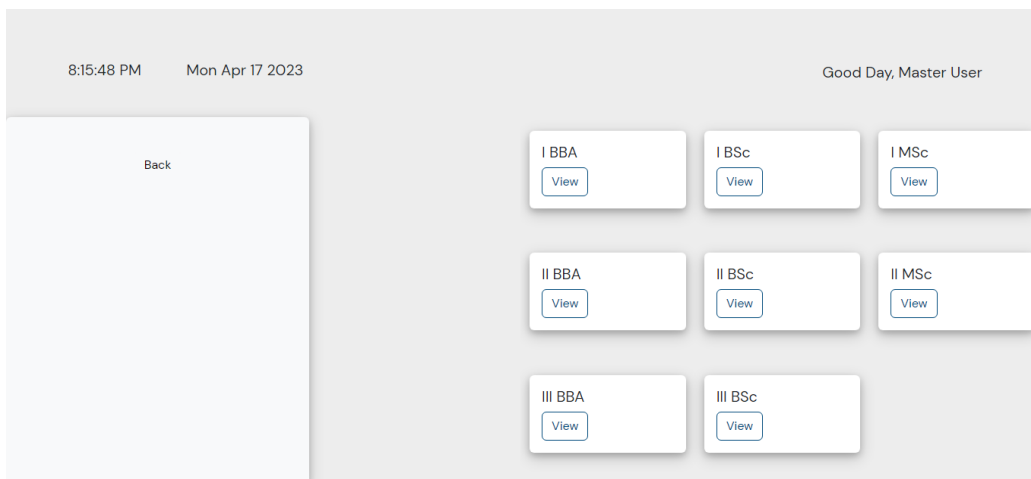 8:15:48 PM Mon Apr 17 2023
Good Day, Master User
Back
I BBA
View
I BSc
View
I MSc
View
II BBA
View
II BSc
View
II MSc
View
III BBA
View
III BSc
View